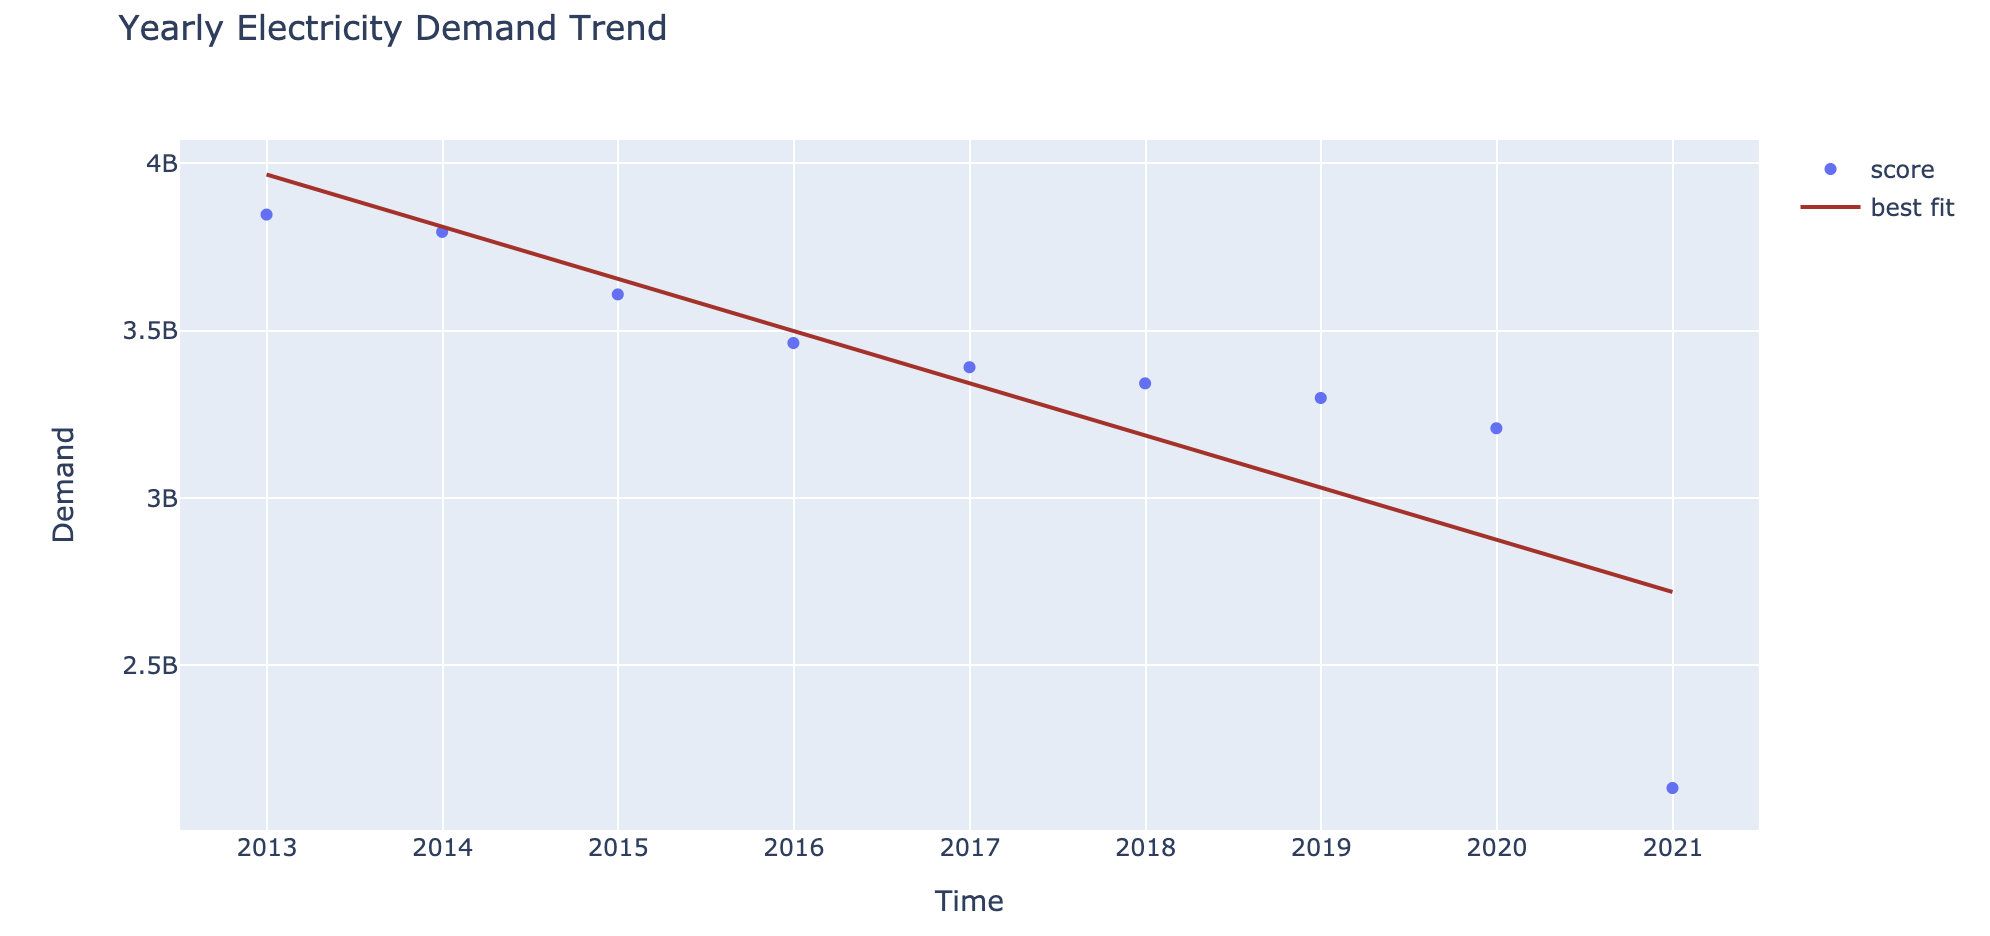 Yearly Electricity Demand Trend
4B
3.5B
3B
2.5B
Demand
2013 2014 2015 2016 2017 2018 2019 2020 2021
Time
score
best fit